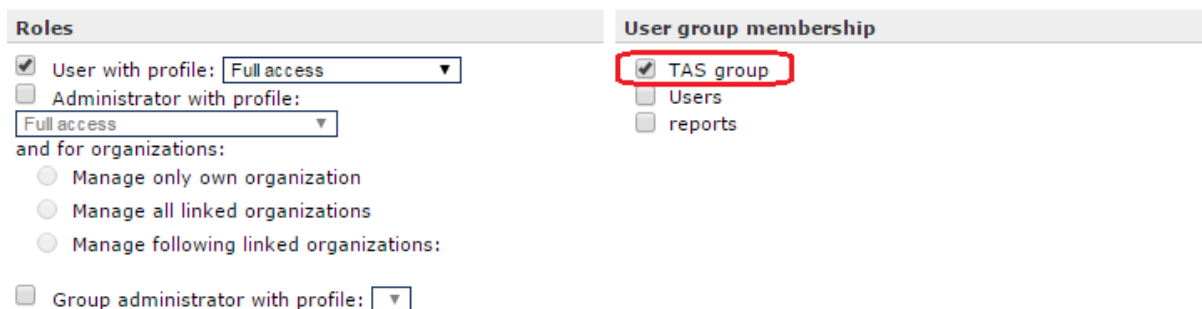 Roles
User with profile: Full access
Administrator with profile:
Full access
and for organizations:
Manage only own organization
Manage all linked organizations
Manage following linked organizations:
Group administrator with profile:
User group membership
TAS group
Users
reports